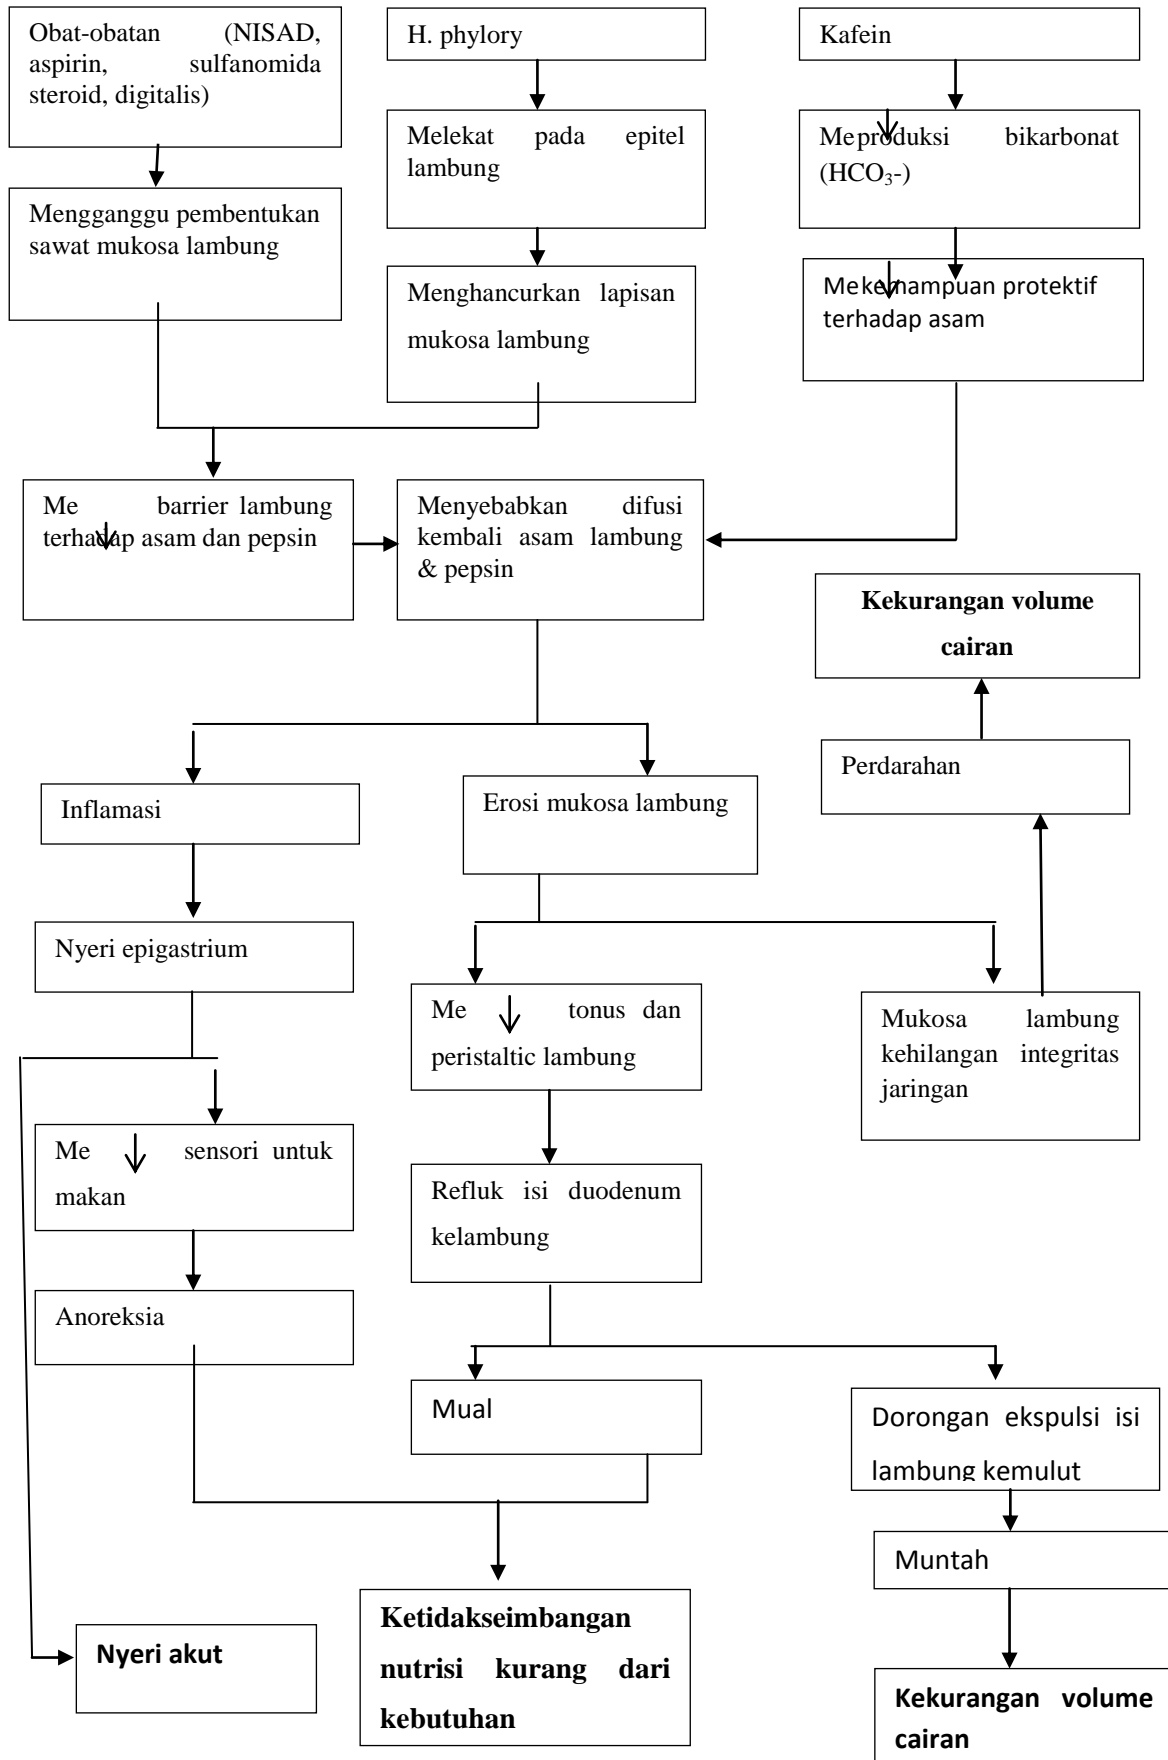 Obat-obatan (NISAD,
aspirin, sulfanomida
steroid, digitalis)
H. phylory
Kafein
Melekat pada epitel
lambung
Meproduksi bikarbonat
(HCO₃-)
Mengganggu pembentukan
sawat mukosa lambung
Menghancurkan lapisan
mukosa lambung
Mekemampuan protektif
terhadap asam
Me ↓ barrier lambung
terhadap asam dan pepsin
Menyebabkan difusi
kembali asam lambung
& pepsin
Kekurangan volume
cairan
Perdarahan
Inflamasi
Erosi mukosa lambung
Nyeri epigastrium
Me ↓ tonus dan
peristaltic lambung
Mukosa lambung
kehilangan integritas
jaringan
Me ↓ sensori untuk
makan
Refluk isi duodenum
kelambung
Anoreksia
Mual
Dorongan ekspulsi isi
lambung kemulut
Muntah
Nyeri akut
Ketidakseimbangan
nutrisi kurang dari
kebutuhan
Kekurangan volume
cairan